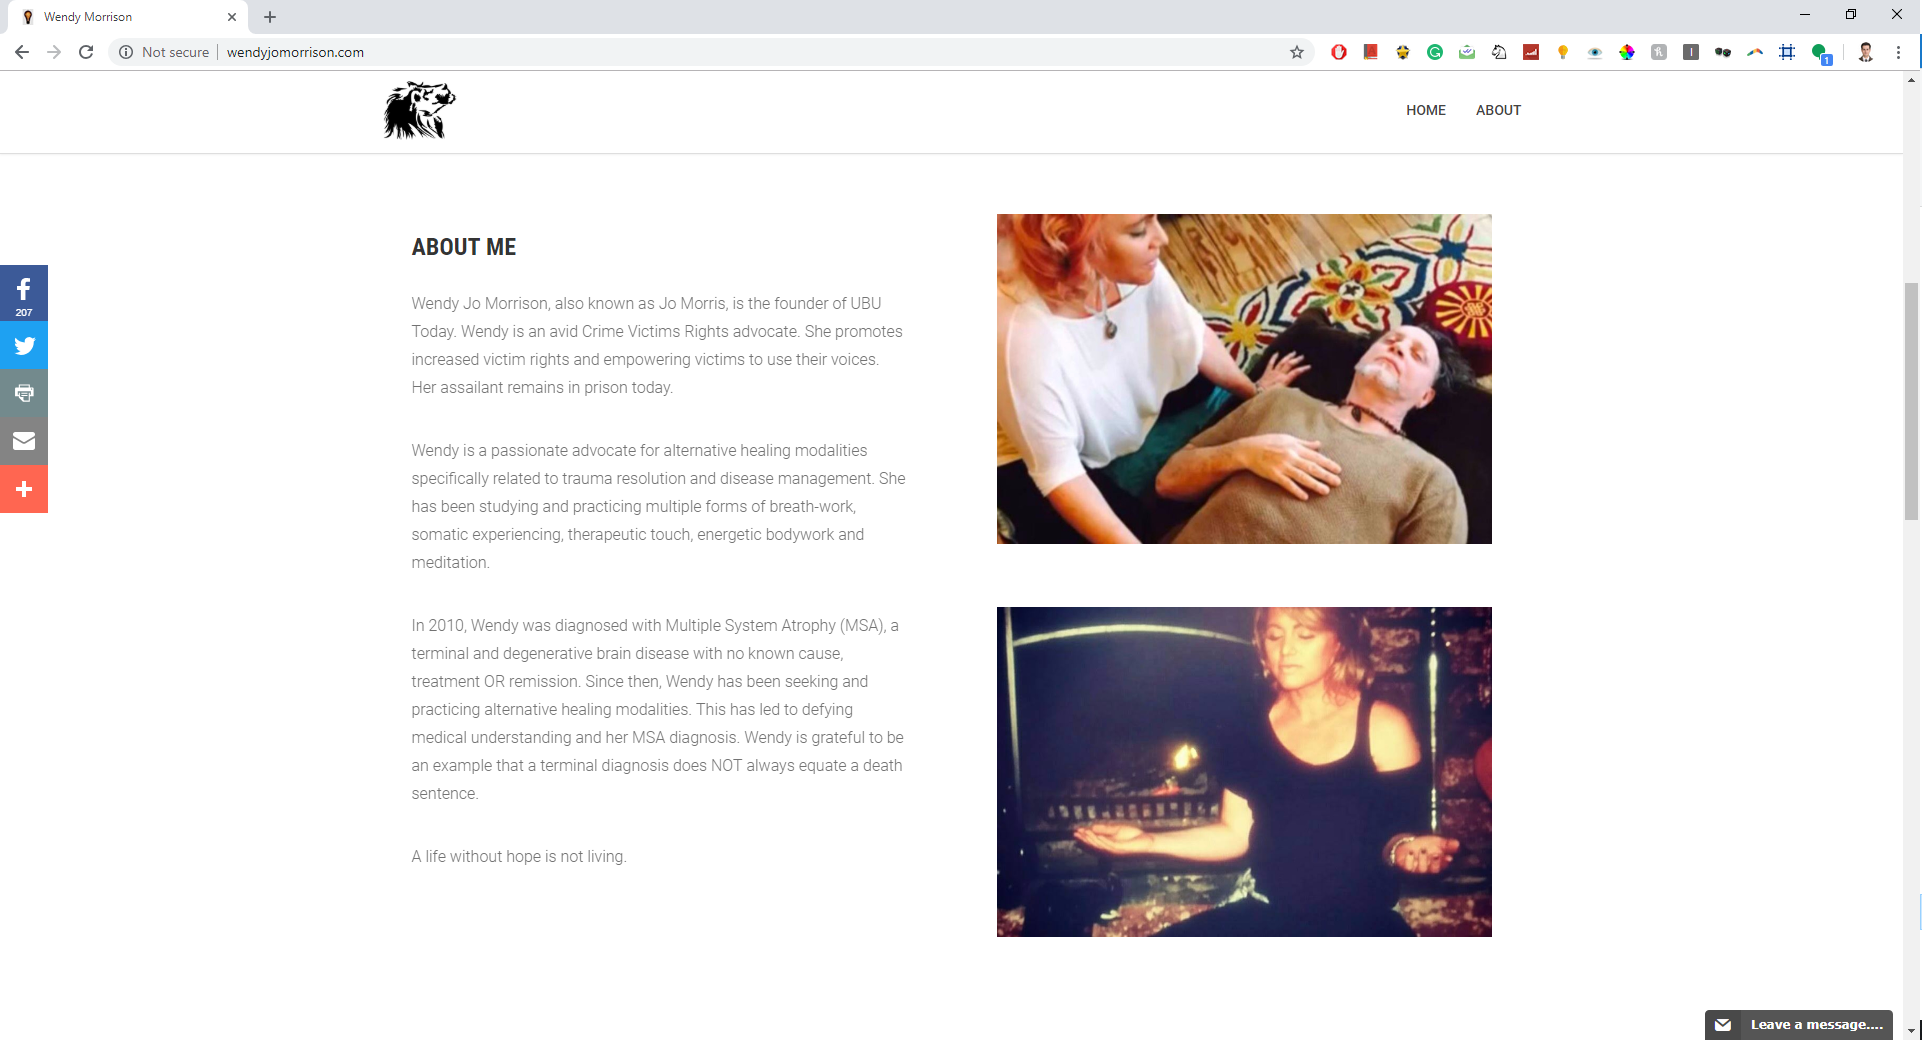 Wendy Morrison
Not secure
wendyjomorrison.com
1
HOME
ABOUT
207
ABOUT ME
Wendy Jo Morrison, also known as Jo Morris, is the founder of UBU
Today. Wendy is an avid Crime Victims Rights advocate. She promotes
increased victim rights and empowering victims to use their voices.
Her assailant remains in prison today.
Wendy is a passionate advocate for alternative healing modalities
specifically related to trauma resolution and disease management. She
has been studying and practicing multiple forms of breath-work,
somatic experiencing, therapeutic touch, energetic bodywork and
meditation.
In 2010, Wendy was diagnosed with Multiple System Atrophy (MSA), a
terminal and degenerative brain disease with no known cause,
treatment OR remission. Since then, Wendy has been seeking and
practicing alternative healing modalities. This has led to defying
medical understanding and her MSA diagnosis. Wendy is grateful to be
an example that a terminal diagnosis does NOT always equate a death
sentence.
A life without hope is not living.
Leave a message....